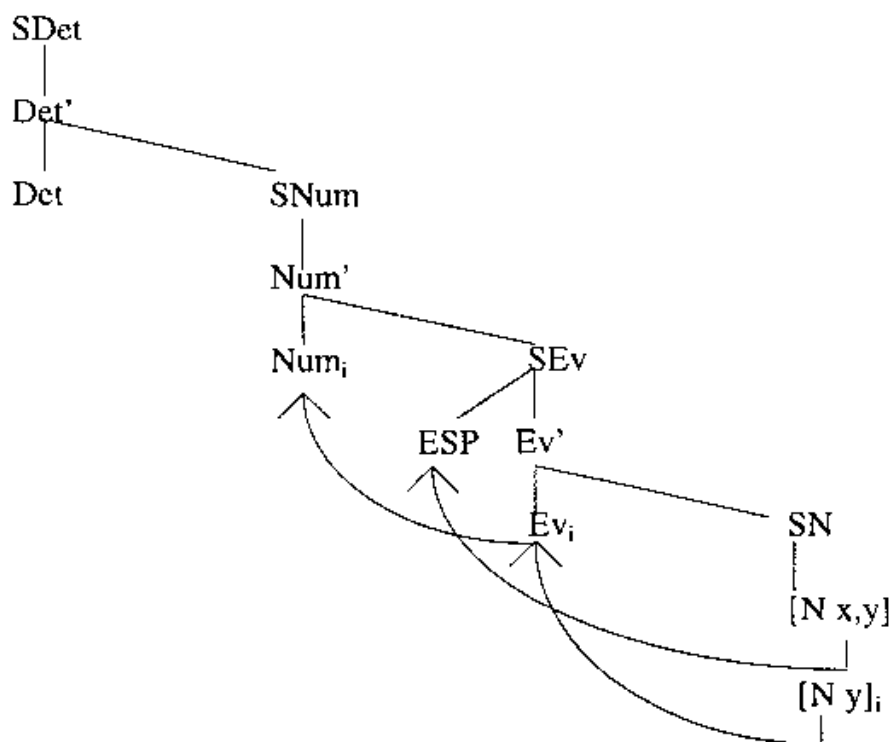 SDet
Det’
Det
SNum
Num’
Numᵢ
SEv
ESP Ev’
Evᵢ
SN
[N x,y]
[N y]ᵢ